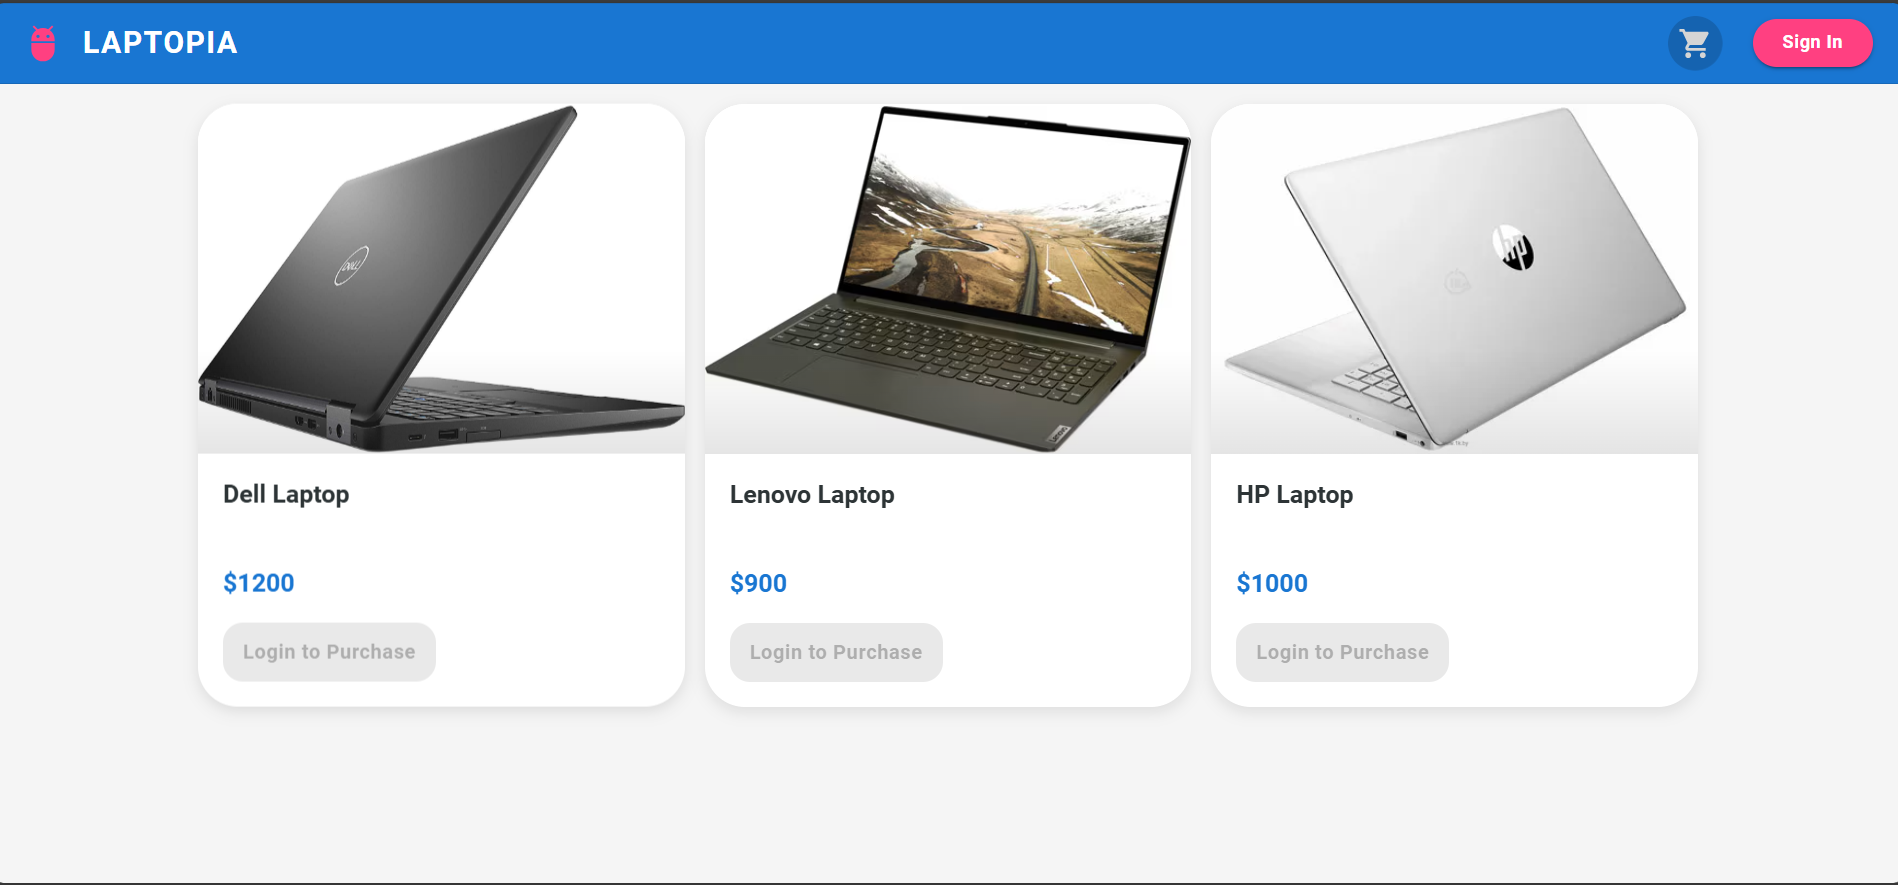 LAPTOPIA
Sign In
DELL
Lenovo
hp
Dell Laptop
Lenovo Laptop
HP Laptop
$1200
$900
$1000
Login to Purchase
Login to Purchase
Login to Purchase